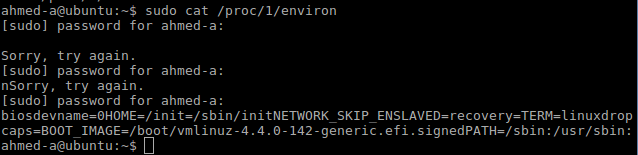 ahmed-a@ubuntu:~$ sudo cat /proc/1/environ
[sudo] password for ahmed-a:
Sorry, try again.
[sudo] password for ahmed-a:
nSorry, try again.
[sudo] password for ahmed-a:
biosdevname=0HOME=/init=/sbin/initNETWORK_SKIP_ENSLAVED=recovery=TERM=linuxdrop
caps=BOOT_IMAGE=/boot/vmlinuz-4.4.0-142-generic.efi.signedPATH=/sbin:/usr/sbin:
ahmed-a@ubuntu:~$